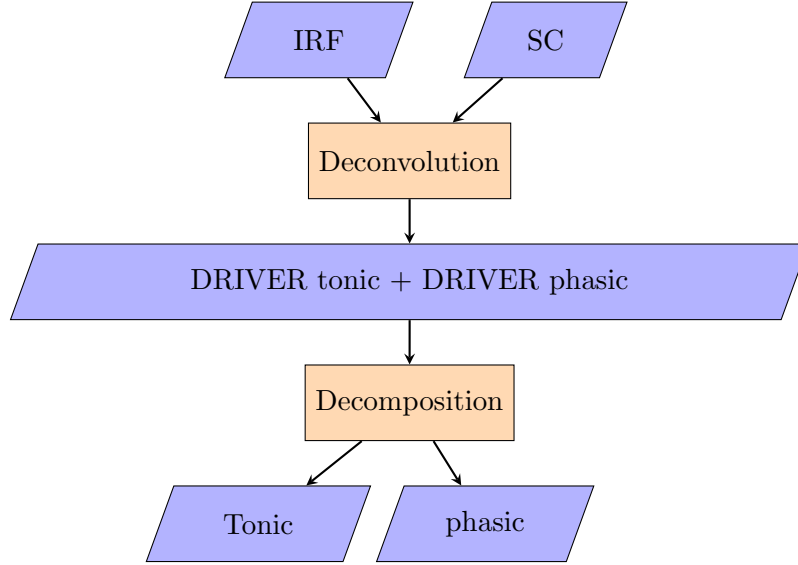 IRF
SC
Deconvolution
DRIVER tonic + DRIVER phasic
Decomposition
Tonic
phasic